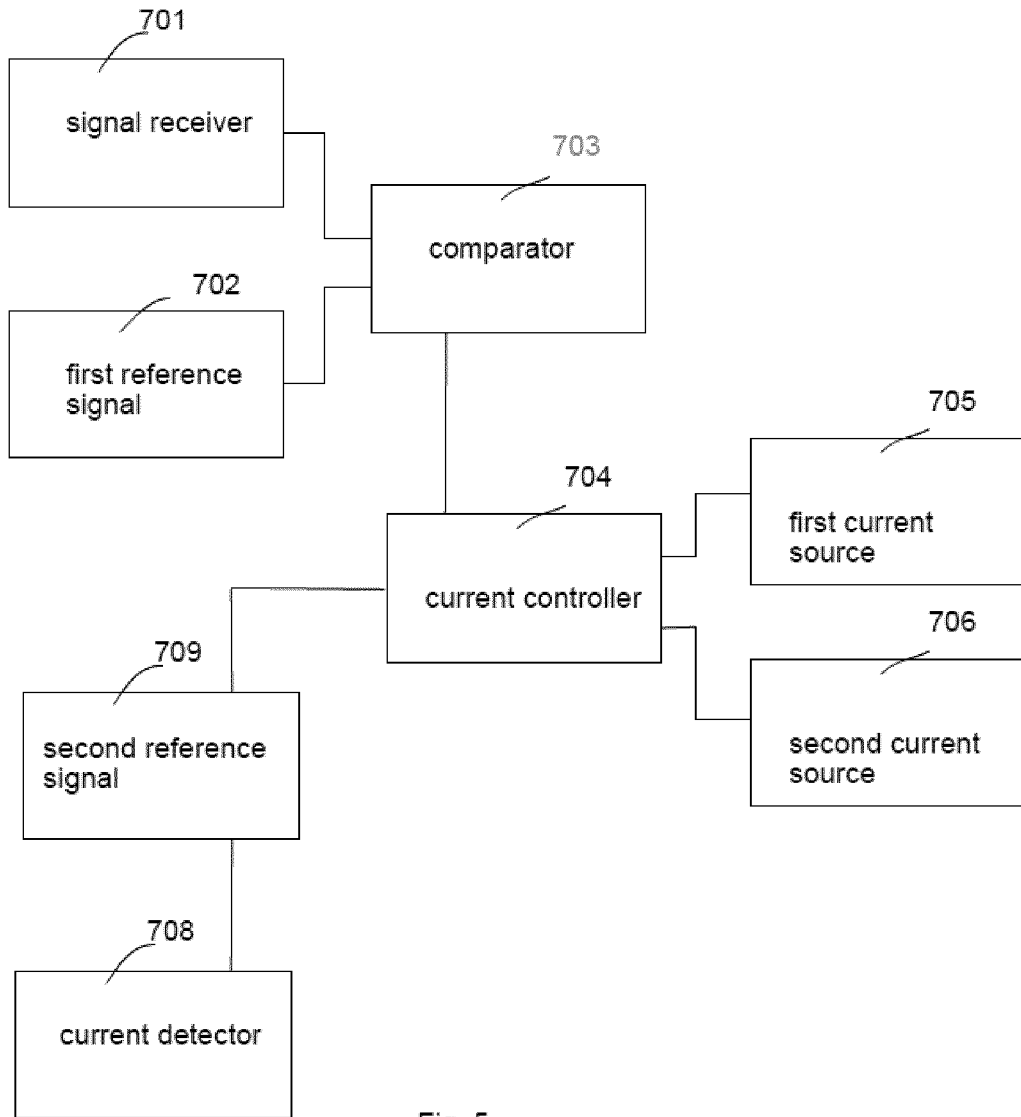 701
signal receiver
703
comparator
702
first reference
signal
705
first current
source
704
current controller
706
second current
source
709
second reference
signal
708
current detector